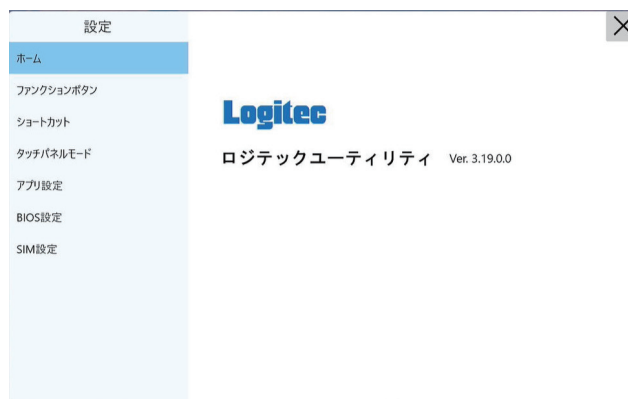 設定
ホーム
ファンクションボタン
ショートカット
タッチパネルモード
アプリ設定
BIOS設定
SIM設定
Logitec
ロジテックユーティリティ Ver. 3.19.0.0